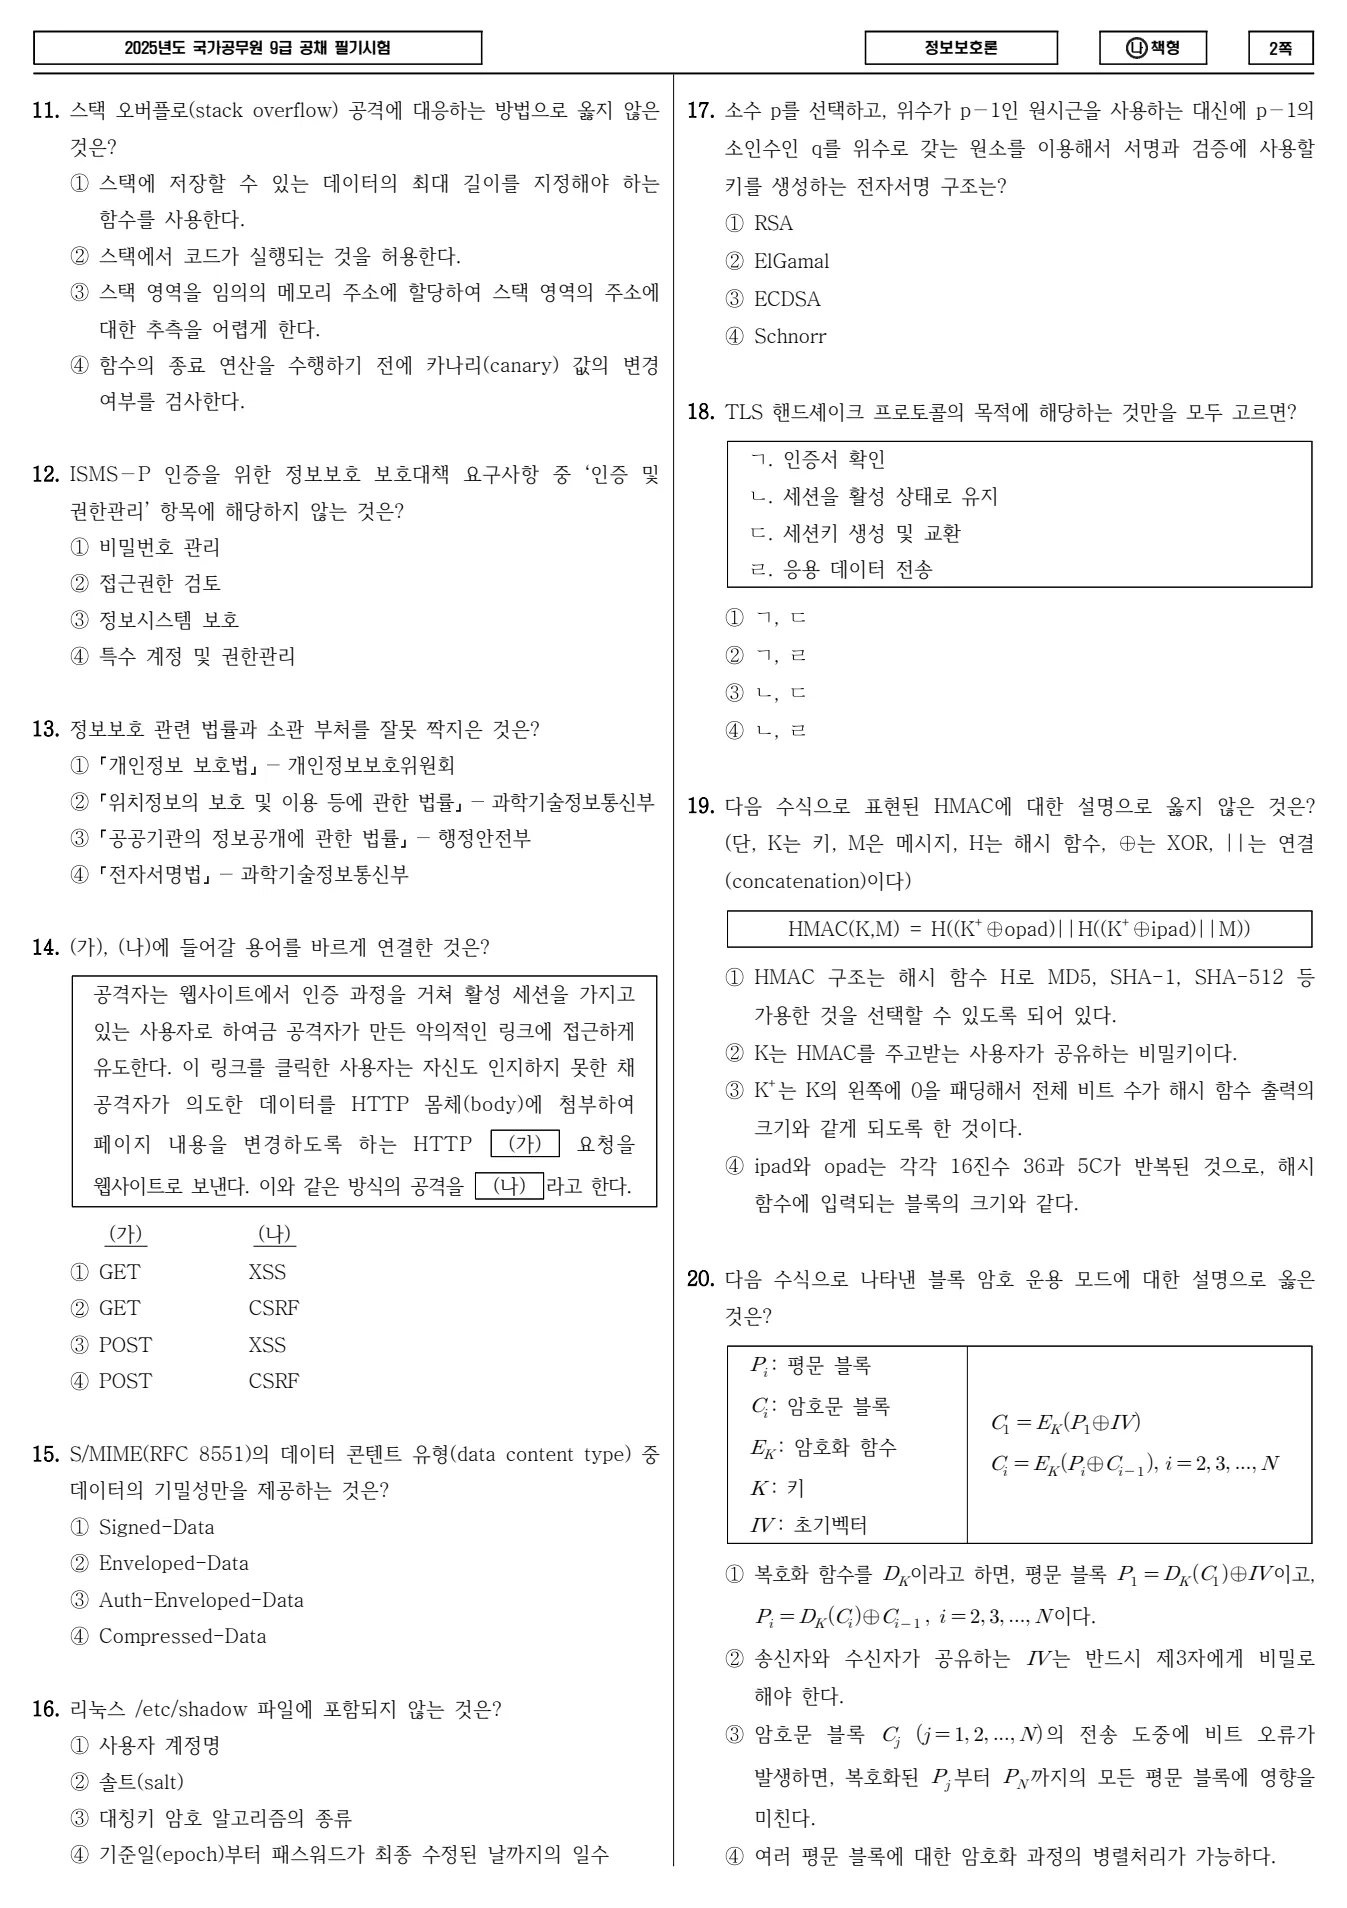 2025년도 국가공무원 9급 공채 필기시험
정보보호론
㉯책형
2쪽
11. 스택 오버플로(stack overflow) 공격에 대응하는 방법으로 옳지 않은
것은?
① 스택에 저장할 수 있는 데이터의 최대 길이를 지정해야 하는
함수를 사용한다.
② 스택에서 코드가 실행되는 것을 허용한다.
③ 스택 영역을 임의의 메모리 주소에 할당하여 스택 영역의 주소에
대한 추측을 어렵게 한다.
④ 함수의 종료 연산을 수행하기 전에 카나리(canary) 값의 변경
여부를 검사한다.
12. ISMS－P 인증을 위한 정보보호 보호대책 요구사항 중 ‘인증 및
권한관리’ 항목에 해당하지 않는 것은?
① 비밀번호 관리
② 접근권한 검토
③ 정보시스템 보호
④ 특수 계정 및 권한관리
13. 정보보호 관련 법률과 소관 부처를 잘못 짝지은 것은?
① 「개인정보 보호법」 － 개인정보보호위원회
② 「위치정보의 보호 및 이용 등에 관한 법률」 － 과학기술정보통신부
③ 「공공기관의 정보공개에 관한 법률」 － 행정안전부
④ 「전자서명법」 － 과학기술정보통신부
14. (가), (나)에 들어갈 용어를 바르게 연결한 것은?
공격자는 웹사이트에서 인증 과정을 거쳐 활성 세션을 가지고
있는 사용자로 하여금 공격자가 만든 악의적인 링크에 접근하게
유도한다. 이 링크를 클릭한 사용자는 자신도 인지하지 못한 채
공격자가 의도한 데이터를 HTTP 몸체(body)에 첨부하여
페이지 내용을 변경하도록 하는 HTTP (가) 요청을
웹사이트로 보낸다. 이와 같은 방식의 공격을 (나) 라고 한다.
(가) (나)
① GET XSS
② GET CSRF
③ POST XSS
④ POST CSRF
15. S/MIME(RFC 8551)의 데이터 콘텐트 유형(data content type) 중
데이터의 기밀성만을 제공하는 것은?
① Signed-Data
② Enveloped-Data
③ Auth-Enveloped-Data
④ Compressed-Data
16. 리눅스 /etc/shadow 파일에 포함되지 않는 것은?
① 사용자 계정명
② 솔트(salt)
③ 대칭키 암호 알고리즘의 종류
④ 기준일(epoch)부터 패스워드가 최종 수정된 날까지의 일수
17. 소수 p를 선택하고, 위수가 p－1인 원시근을 사용하는 대신에 p－1의
소인수인 q를 위수로 갖는 원소를 이용해서 서명과 검증에 사용할
키를 생성하는 전자서명 구조는?
① RSA
② ElGamal
③ ECDSA
④ Schnorr
18. TLS 핸드셰이크 프로토콜의 목적에 해당하는 것만을 모두 고르면?
ㄱ. 인증서 확인
ㄴ. 세션을 활성 상태로 유지
ㄷ. 세션키 생성 및 교환
ㄹ. 응용 데이터 전송
① ㄱ, ㄷ
② ㄱ, ㄹ
③ ㄴ, ㄷ
④ ㄴ, ㄹ
19. 다음 수식으로 표현된 HMAC에 대한 설명으로 옳지 않은 것은?
(단, K는 키, M은 메시지, H는 해시 함수, ⊕는 XOR, ||는 연결
(concatenation)이다)
HMAC(K,M) = H((K⁺⊕opad)||H((K⁺⊕ipad)||M))
① HMAC 구조는 해시 함수 H로 MD5, SHA-1, SHA-512 등
가용한 것을 선택할 수 있도록 되어 있다.
② K는 HMAC를 주고받는 사용자가 공유하는 비밀키이다.
③ K⁺는 K의 왼쪽에 0을 패딩해서 전체 비트 수가 해시 함수 출력의
크기와 같게 되도록 한 것이다.
④ ipad와 opad는 각각 16진수 36과 5C가 반복된 것으로, 해시
함수에 입력되는 블록의 크기와 같다.
20. 다음 수식으로 나타낸 블록 암호 운용 모드에 대한 설명으로 옳은
것은?
P_i : 평문 블록
C_i : 암호문 블록
E_K : 암호화 함수
K : 키
IV : 초기벡터
C_1 = E_K(P_1⊕IV)
C_i = E_K(P_i⊕C_{i-1}), i = 2, 3, ..., N
① 복호화 함수를 D_K이라고 하면, 평문 블록 P_1 = D_K(C_1)⊕IV이고,
P_i = D_K(C_i)⊕C_{i-1}, i = 2, 3, ..., N이다.
② 송신자와 수신자가 공유하는 IV는 반드시 제3자에게 비밀로
해야 한다.
③ 암호문 블록 C_j (j = 1, 2, ..., N)의 전송 도중에 비트 오류가
발생하면, 복호화된 P_j부터 P_N까지의 모든 평문 블록에 영향을
미친다.
④ 여러 평문 블록에 대한 암호화 과정의 병렬처리가 가능하다.